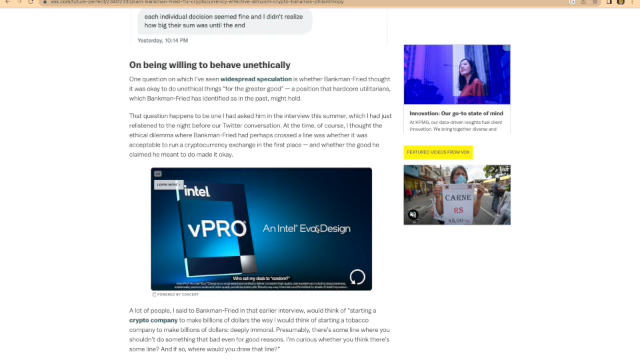 each individual decision seemed fine and I didn't realize
how big their sum was until the end
Yesterday, 10:14 PM
On being willing to behave unethically
One question on which I've seen widespread speculation is whether Bankman-Fried thought
it was okay to do unethical things "for the greater good" — a position that hardcore utilitarians,
which Bankman-Fried has identified as in the past, might hold.
That question happens to be one I had asked him in the interview this summer, which I had just
relistened to the night before our Twitter conversation. At the time, of course, I thought the
ethical dilemma where Bankman-Fried had perhaps crossed a line was whether it was
acceptable to run a cryptocurrency exchange in the first place — and whether the good he
claimed he meant to do made it okay.
LEARN MORE
intel
vPRO
An Intel Evo Design
POWERED BY CONCERT
A lot of people, I said to Bankman-Fried in that earlier interview, would think of "starting a
crypto company to make billions of dollars the way I would think of starting a tobacco
company to make billions of dollars: deeply immoral. Presumably, there's some line where you
shouldn't do something that bad even for good reasons. I'm curious whether you think there's
some line? And if so, where would you draw that line?"
Innovation: Our go-to state of mind
At KPMG, our data-driven insights fuel client
innovation. We bring together diverse and
FEATURED VIDEOS FROM VOX
CARNE
R$